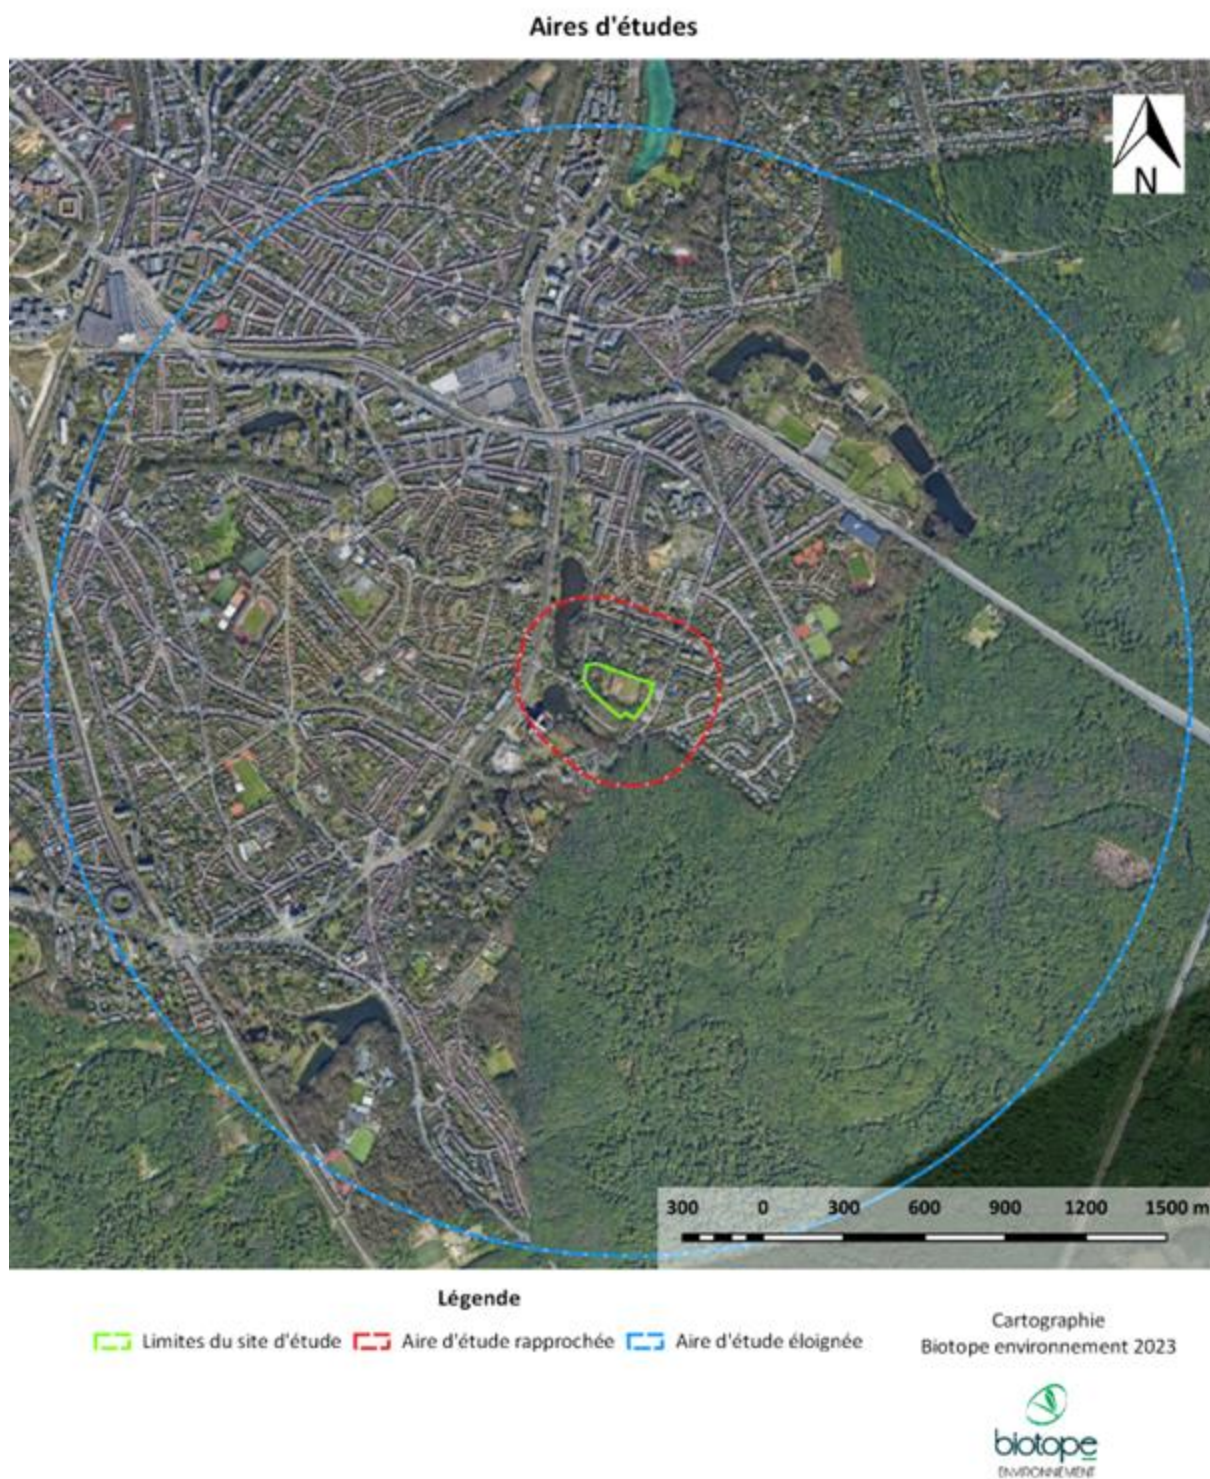 Aires d'études
N
300 0 300 600 900 1200 1500 m
Légende
Limites du site d'étude Aire d'étude rapprochée Aire d'étude éloignée
Cartographie
Biotope environnement 2023
biotope
ENVIRONNEMENT